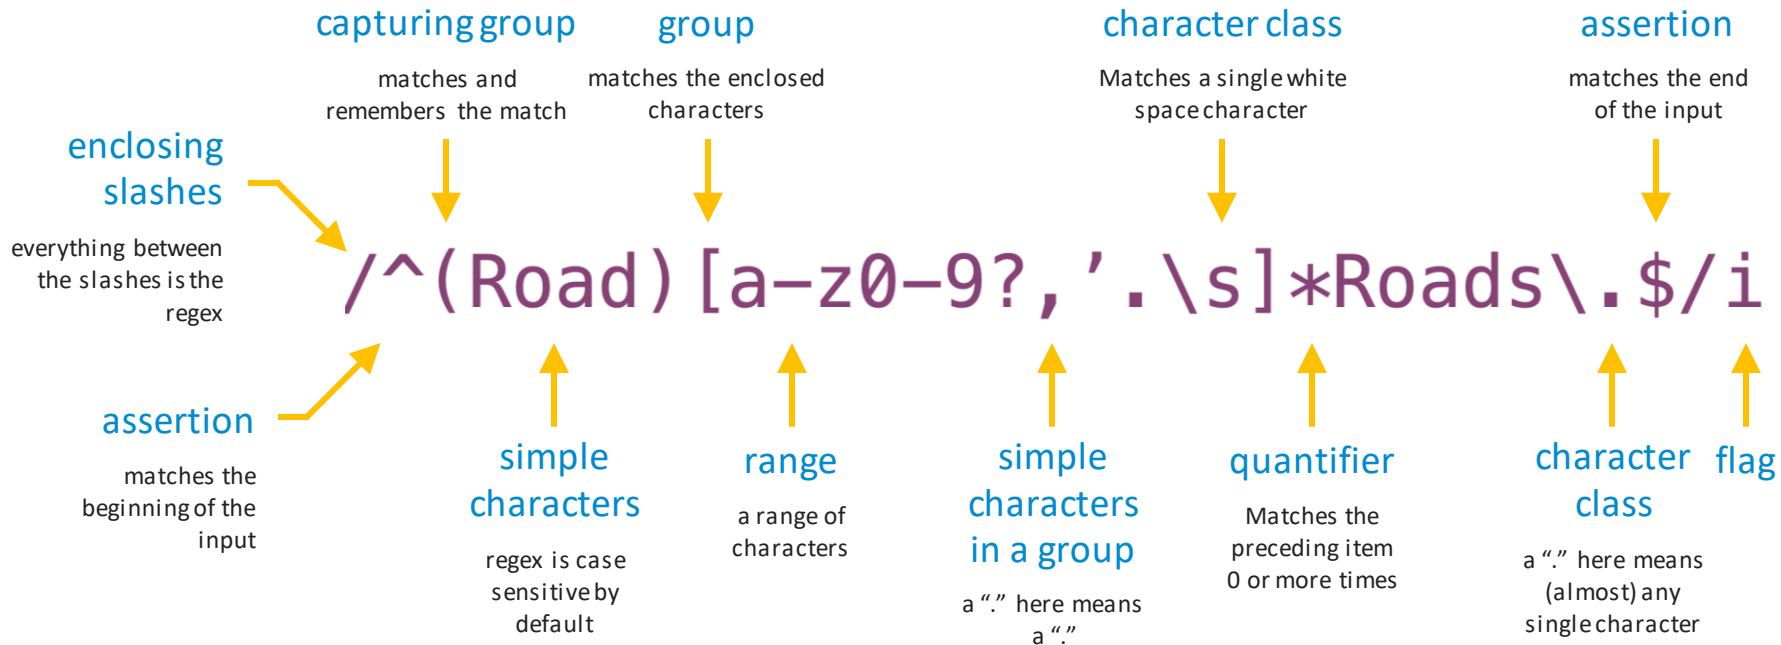 capturing group
matches and
remembers the match
group
matches the enclosed
characters
character class
Matches a single white
space character
assertion
matches the end
of the input
enclosing
slashes
everything between
the slashes is the
regex
/^(Road)[a–z0–9?,’.\s]*Roads\.$/i
assertion
matches the
beginning of the
input
simple
characters
regex is case
sensitive by
default
range
a range of
characters
simple
characters
in a group
a “.” here means
a “.”
quantifier
Matches the
preceding item
0 or more times
character
class
a “.” here means
(almost) any
single character
flag